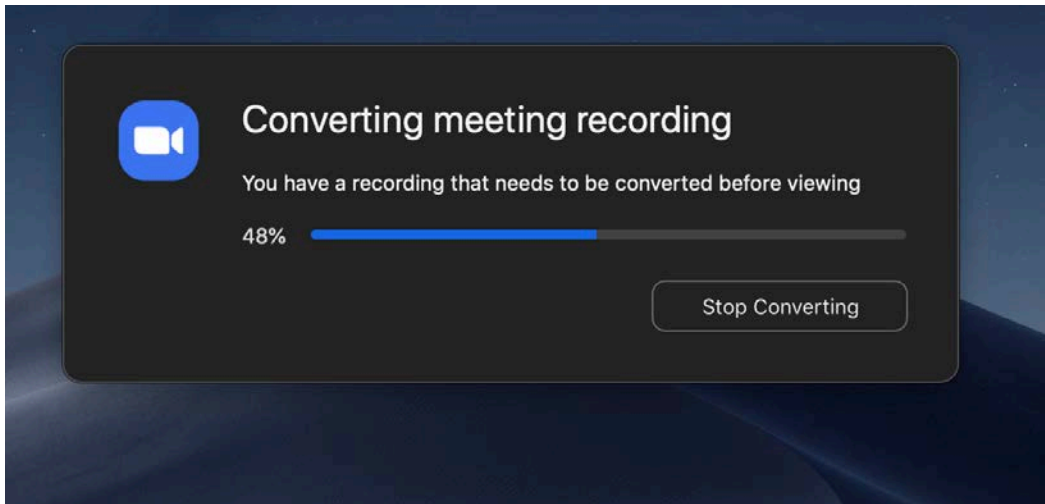 Converting meeting recording
You have a recording that needs to be converted before viewing
48%
Stop Converting